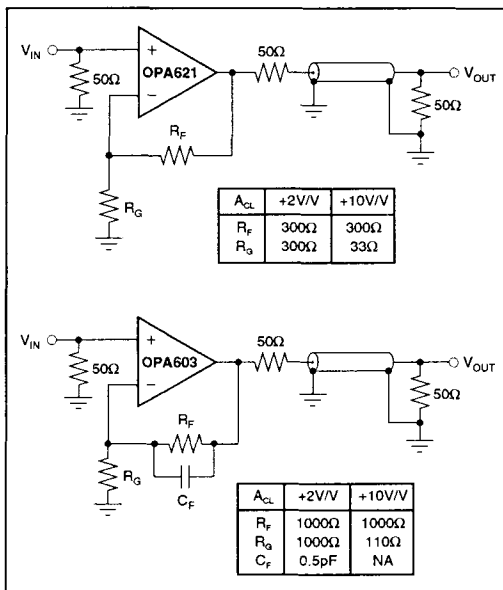 V_IN
50Ω
+
OPA621
−
50Ω
V_OUT
50Ω
R_F
R_G
A_CL +2V/V +10V/V
R_F 300Ω 300Ω
R_G 300Ω 33Ω
V_IN
50Ω
+
OPA603
−
50Ω
V_OUT
50Ω
R_F
R_G
C_F
A_CL +2V/V +10V/V
R_F 1000Ω 1000Ω
R_G 1000Ω 110Ω
C_F 0.5pF NA